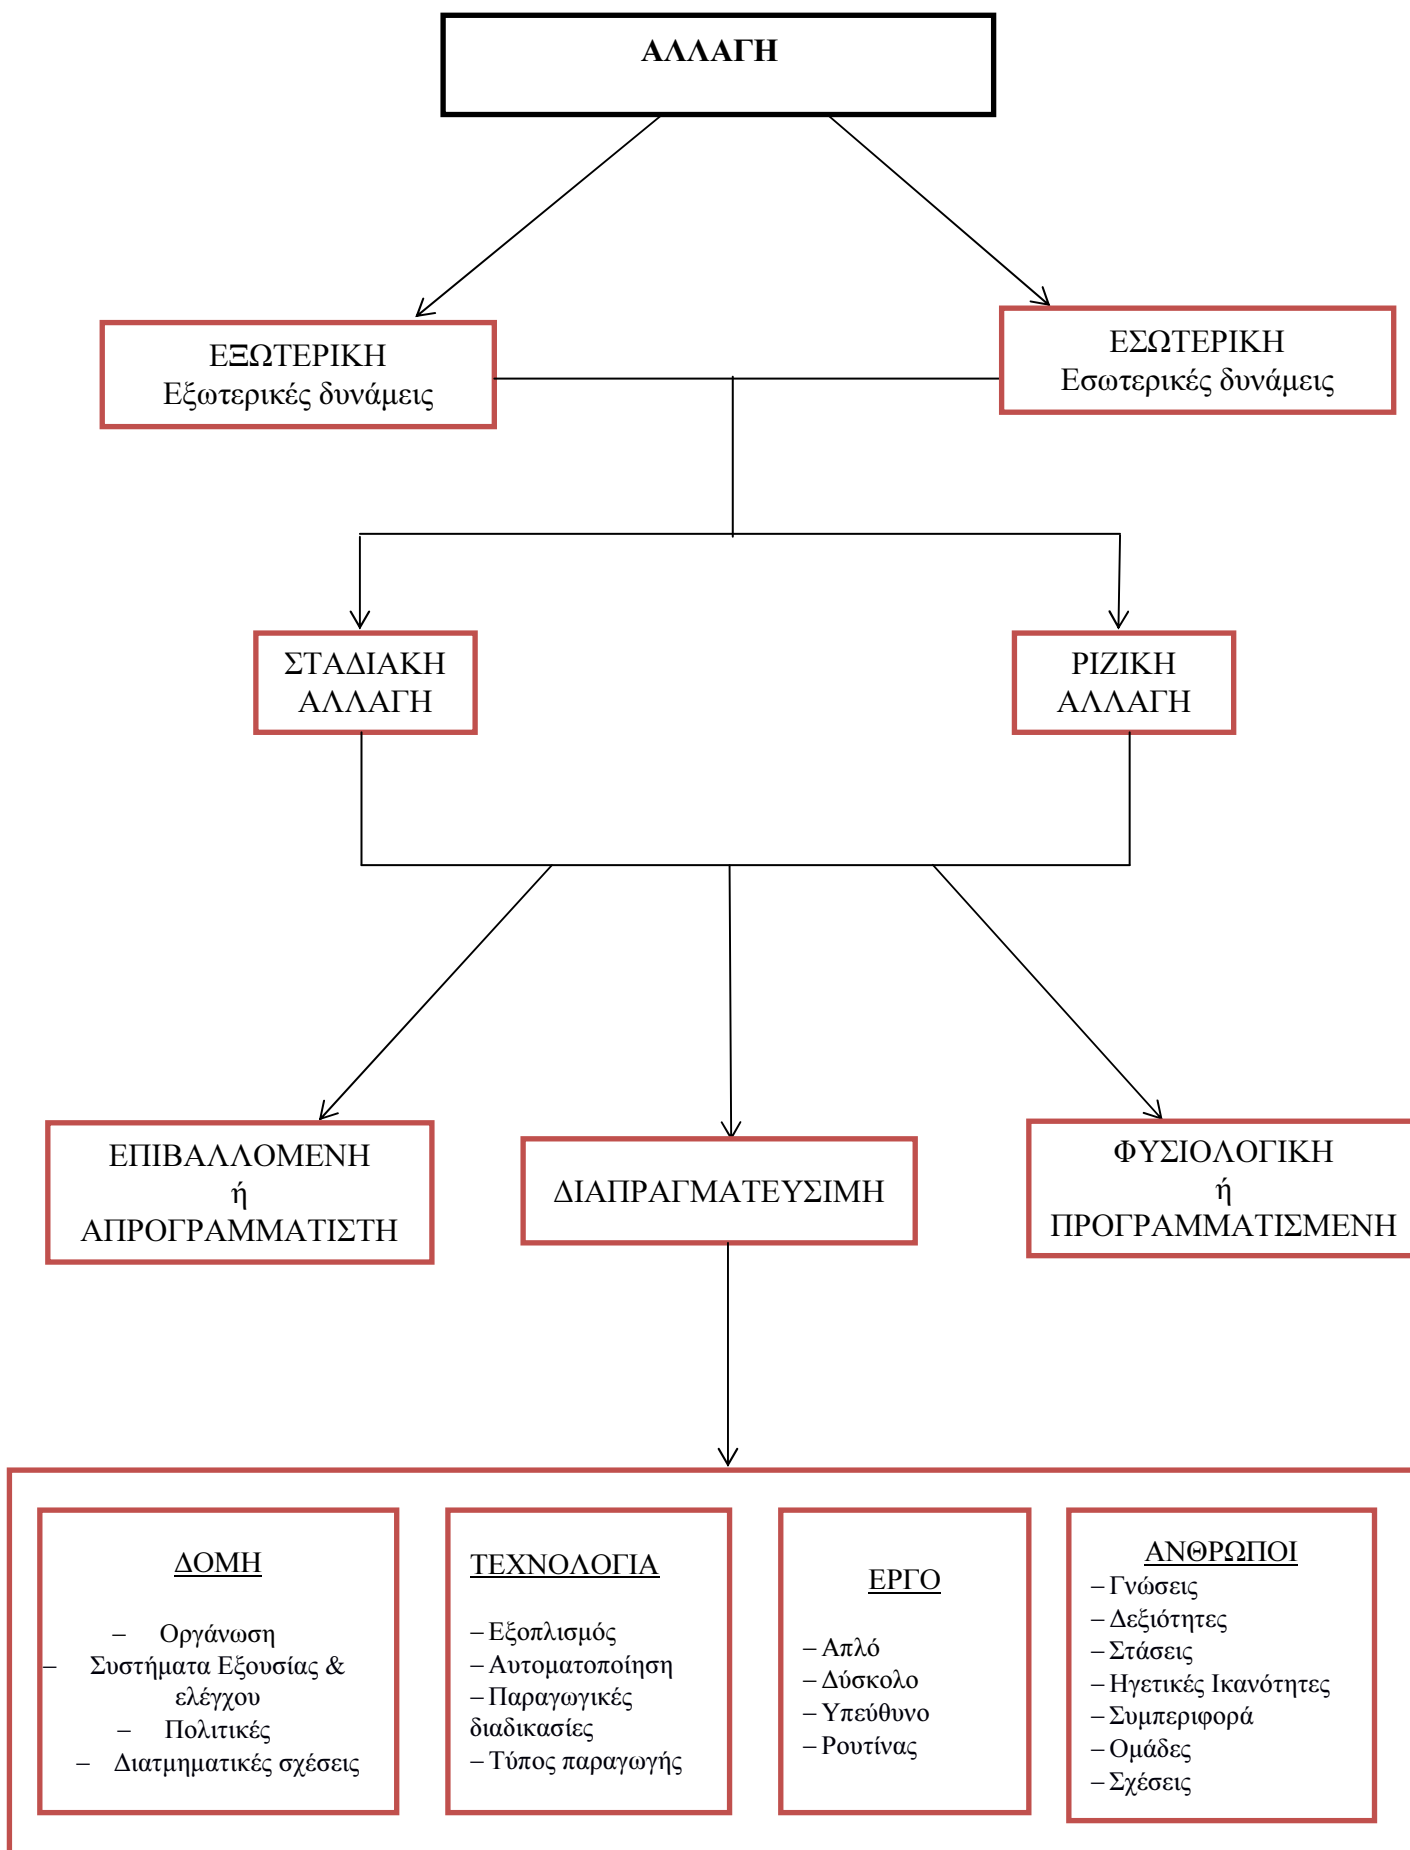 ΑΛΛΑΓΗ
ΕΞΩΤΕΡΙΚΗ
Εξωτερικές δυνάμεις
ΕΣΩΤΕΡΙΚΗ
Εσωτερικές δυνάμεις
ΣΤΑΔΙΑΚΗ
ΑΛΛΑΓΗ
ΡΙΖΙΚΗ
ΑΛΛΑΓΗ
ΕΠΙΒΑΛΛΟΜΕΝΗ
ή
ΑΠΡΟΓΡΑΜΜΑΤΙΣΤΗ
ΔΙΑΠΡΑΓΜΑΤΕΥΣΙΜΗ
ΦΥΣΙΟΛΟΓΙΚΗ
ή
ΠΡΟΓΡΑΜΜΑΤΙΣΜΕΝΗ
ΔΟΜΗ
– Οργάνωση
– Συστήματα Εξουσίας &
ελέγχου
– Πολιτικές
– Διατμηματικές σχέσεις
ΤΕΧΝΟΛΟΓΙΑ
– Εξοπλισμός
– Αυτοματοποίηση
– Παραγωγικές
διαδικασίες
– Τύπος παραγωγής
ΕΡΓΟ
– Απλό
– Δύσκολο
– Υπεύθυνο
– Ρουτίνας
ΑΝΘΡΩΠΟΙ
– Γνώσεις
– Δεξιότητες
– Στάσεις
– Ηγετικές Ικανότητες
– Συμπεριφορά
– Ομάδες
– Σχέσεις